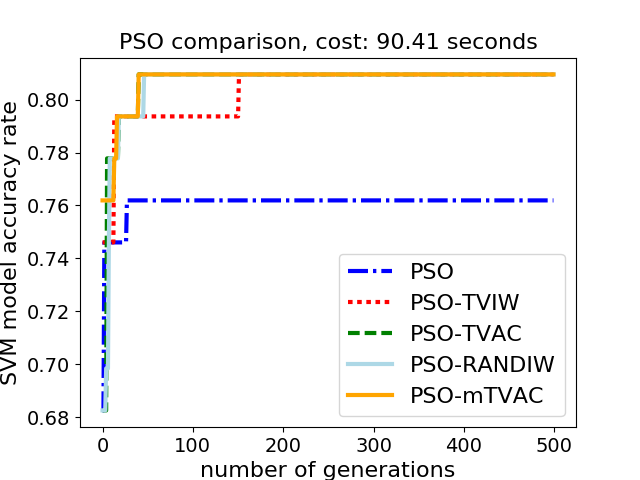 PSO comparison, cost: 90.41 seconds
SVM model accuracy rate
0.80
0.78
0.76
0.74
0.72
0.70
0.68
PSO
PSO-TVIW
PSO-TVAC
PSO-RANDIW
PSO-mTVAC
0 100 200 300 400 500
number of generations